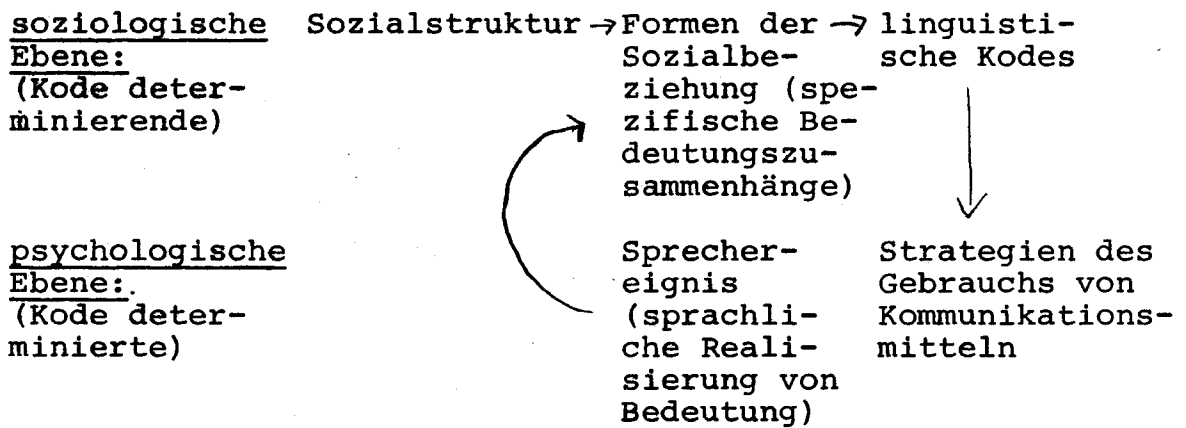 soziologische Sozialstruktur → Formen der → linguisti-
Ebene: Sozialbe- sche Kodes
(Kode deter- ziehung (spe-
minierende) zifische Be-
deutungszu-
sammenhänge)
psychologische Sprecher- Strategien des
Ebene: eignis Gebrauchs von
(Kode deter- (sprachli- Kommunikations-
minierte) che Reali- mitteln
sierung von
Bedeutung)